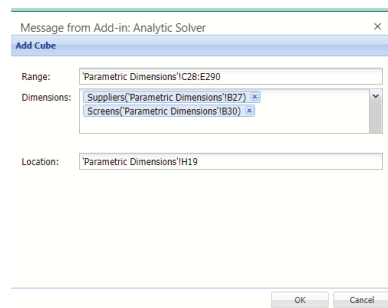 Message from Add-in: Analytic Solver
Add Cube
Range: 'Parametric Dimensions'!C28:E290
Dimensions: Suppliers('Parametric Dimensions'!B27)
Screens('Parametric Dimensions'!B30)
Location: 'Parametric Dimensions'!H19
OK Cancel